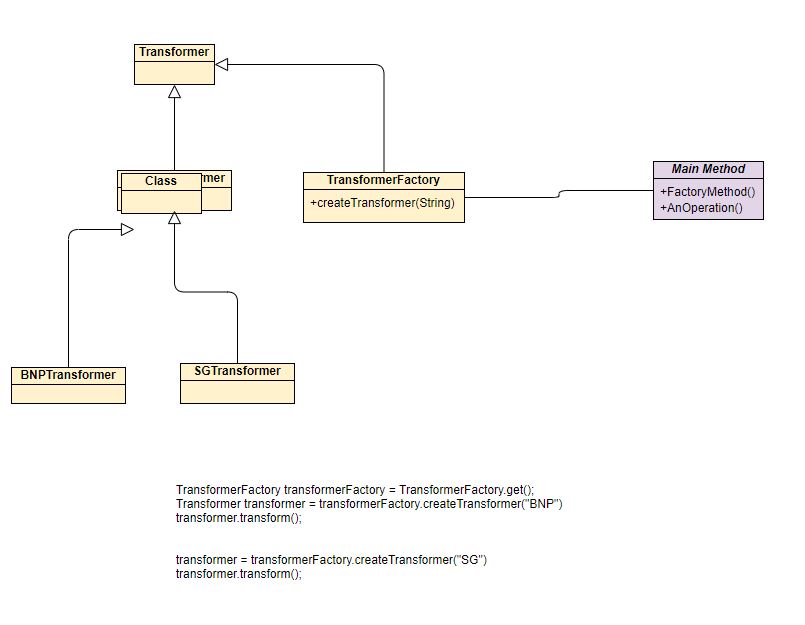 Transformer
Class
rmer
TransformerFactory
+createTransformer(String)
Main Method
+FactoryMethod()
+AnOperation()
BNPTransformer
SGTransformer
TransformerFactory transformerFactory = TransformerFactory.get();
Transformer transformer = transformerFactory.createTransformer("BNP")
transformer.transform();
transformer = transformerFactory.createTransformer("SG")
transformer.transform();